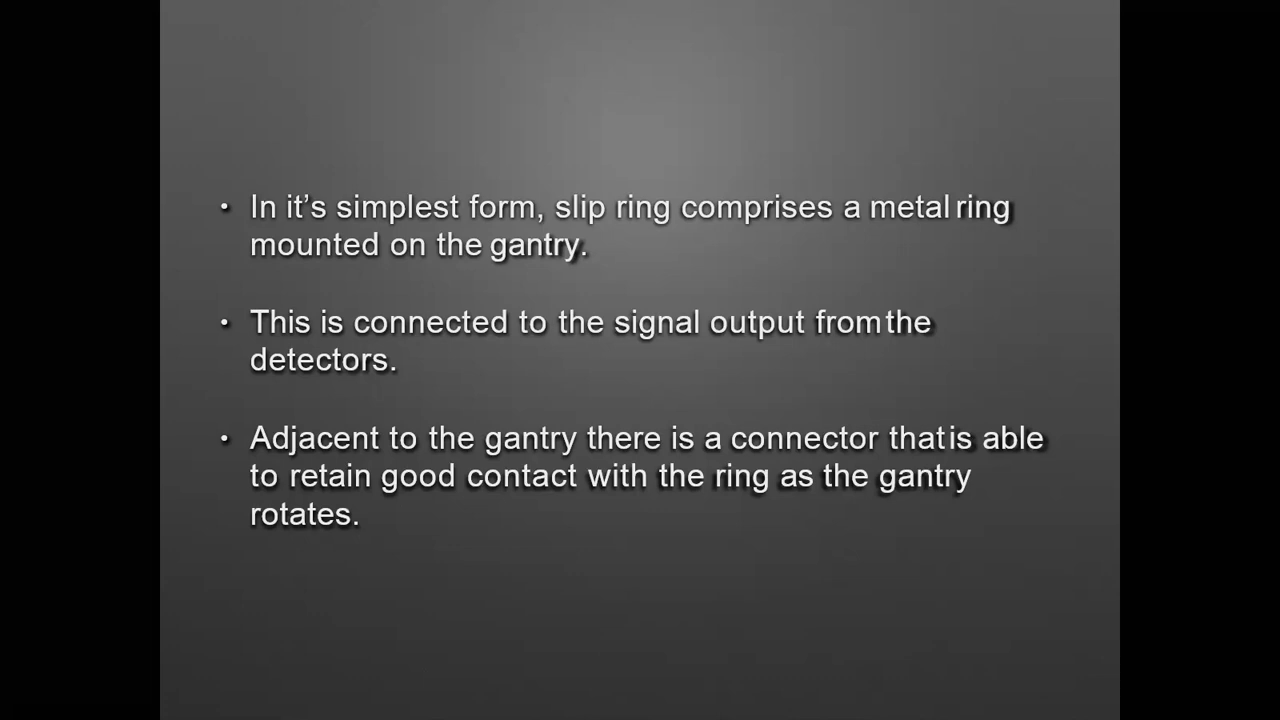 • In it’s simplest form, slip ring comprises a metal ring
mounted on the gantry.
• This is connected to the signal output from the
detectors.
• Adjacent to the gantry there is a connector that is able
to retain good contact with the ring as the gantry
rotates.